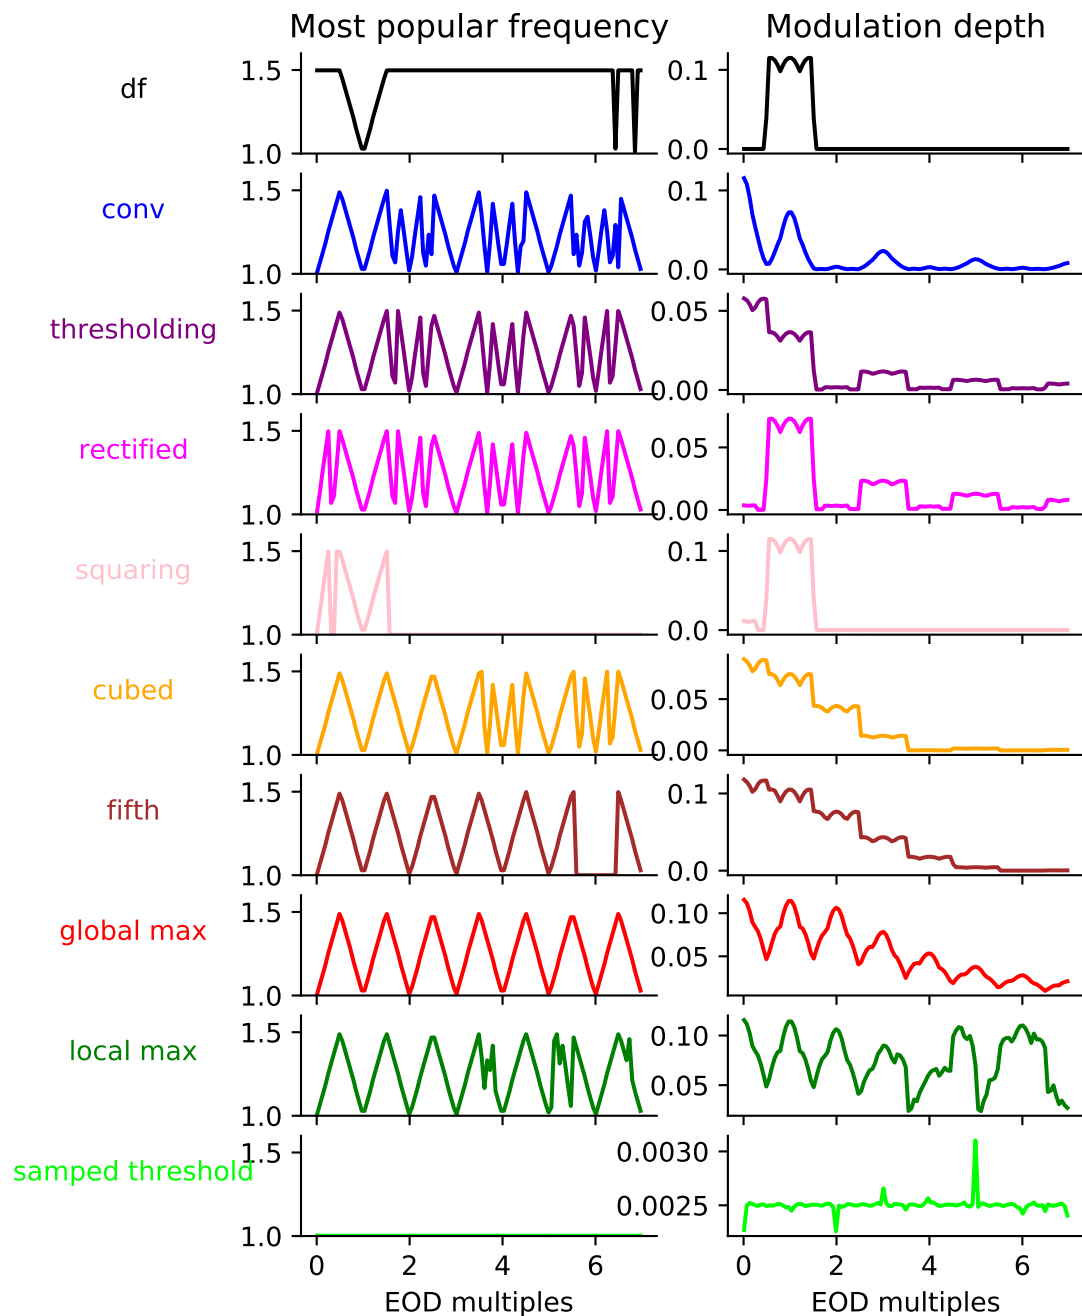 Most popular frequency Modulation depth
df 1.5 1.0 0.1 0.0
conv 1.5 1.0 0.1 0.0
thresholding 1.5 1.0 0.05 0.00
rectified 1.5 1.0 0.05 0.00
squaring 1.5 1.0 0.1 0.0
cubed 1.5 1.0 0.05 0.00
fifth 1.5 1.0 0.1 0.0
global max 1.5 1.0 0.10 0.05
local max 1.5 1.0 0.10 0.05
samped threshold 1.5 1.0 0.0030 0.0025
0 2 4 6 0 2 4 6
EOD multiples EOD multiples